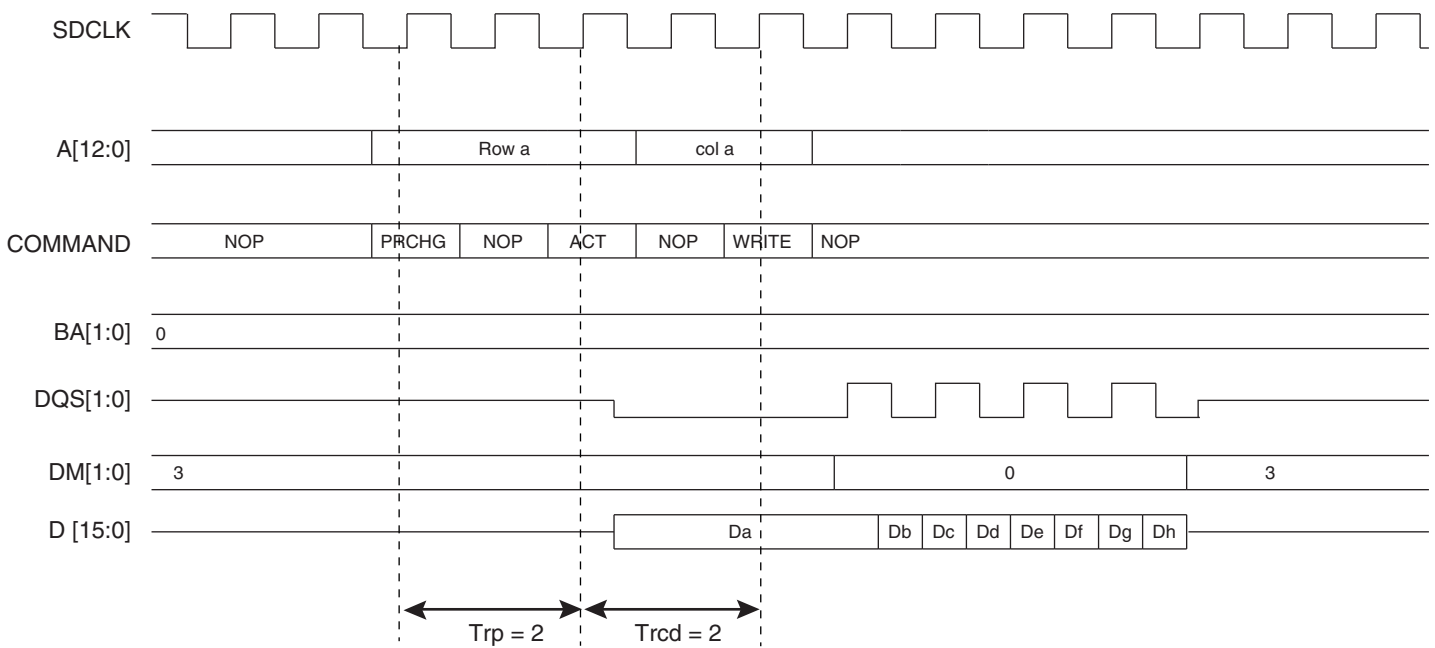 SDCLK
A[12:0] Row a col a
COMMAND NOP PRCHG NOP ACT NOP WRITE NOP
BA[1:0] 0
DQS[1:0]
DM[1:0] 3 0 3
D [15:0] Da Db Dc Dd De Df Dg Dh
Trp = 2 Trcd = 2